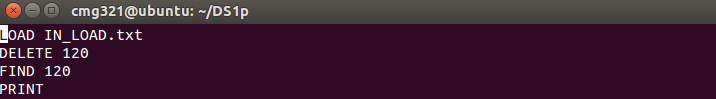 cmg321@ubuntu: ~/DS1p
LOAD IN_LOAD.txt
DELETE 120
FIND 120
PRINT